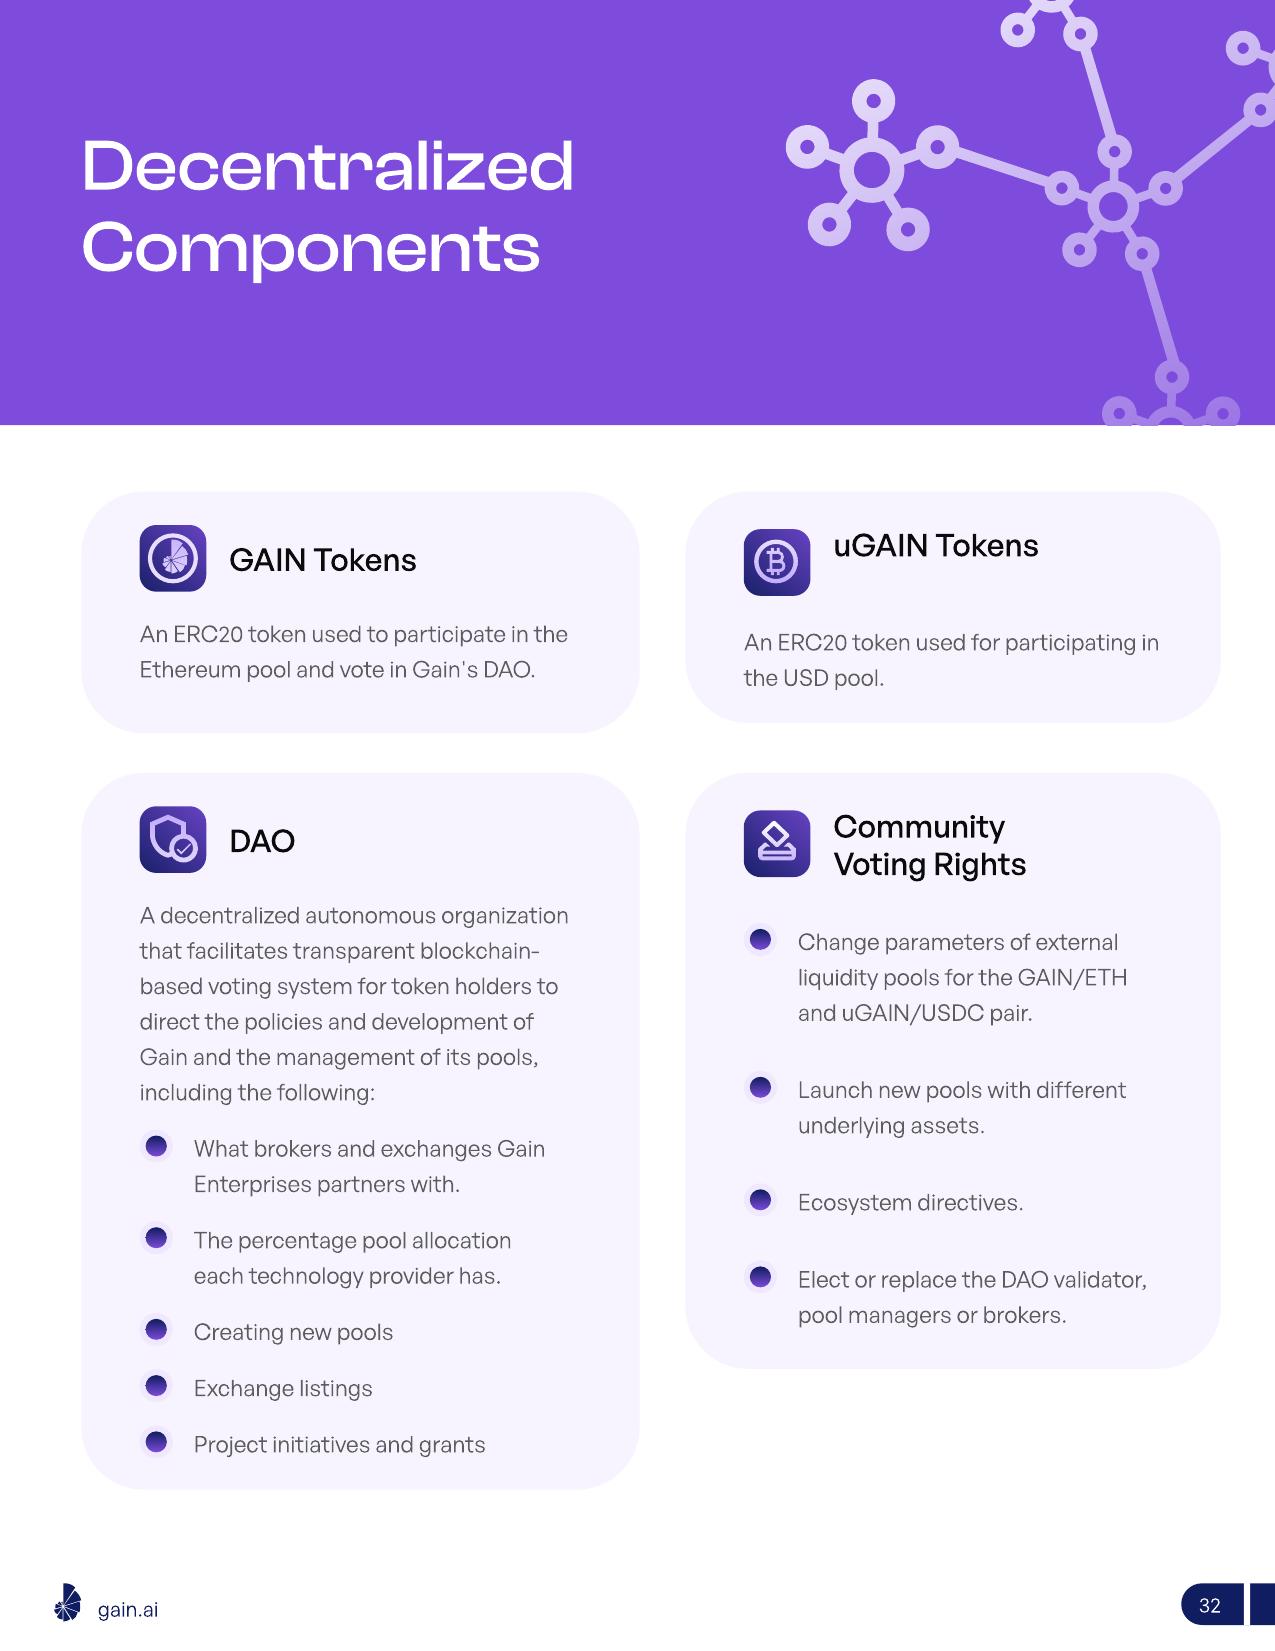 Decentralized
Components
GAIN Tokens
An ERC20 token used to participate in the
Ethereum pool and vote in Gain's DAO.
uGAIN Tokens
An ERC20 token used for participating in
the USD pool.
DAO
A decentralized autonomous organization
that facilitates transparent blockchain-
based voting system for token holders to
direct the policies and development of
Gain and the management of its pools,
including the following:
What brokers and exchanges Gain
Enterprises partners with.
The percentage pool allocation
each technology provider has.
Creating new pools
Exchange listings
Project initiatives and grants
Community
Voting Rights
Change parameters of external
liquidity pools for the GAIN/ETH
and uGAIN/USDC pair.
Launch new pools with different
underlying assets.
Ecosystem directives.
Elect or replace the DAO validator,
pool managers or brokers.
gain.ai
32